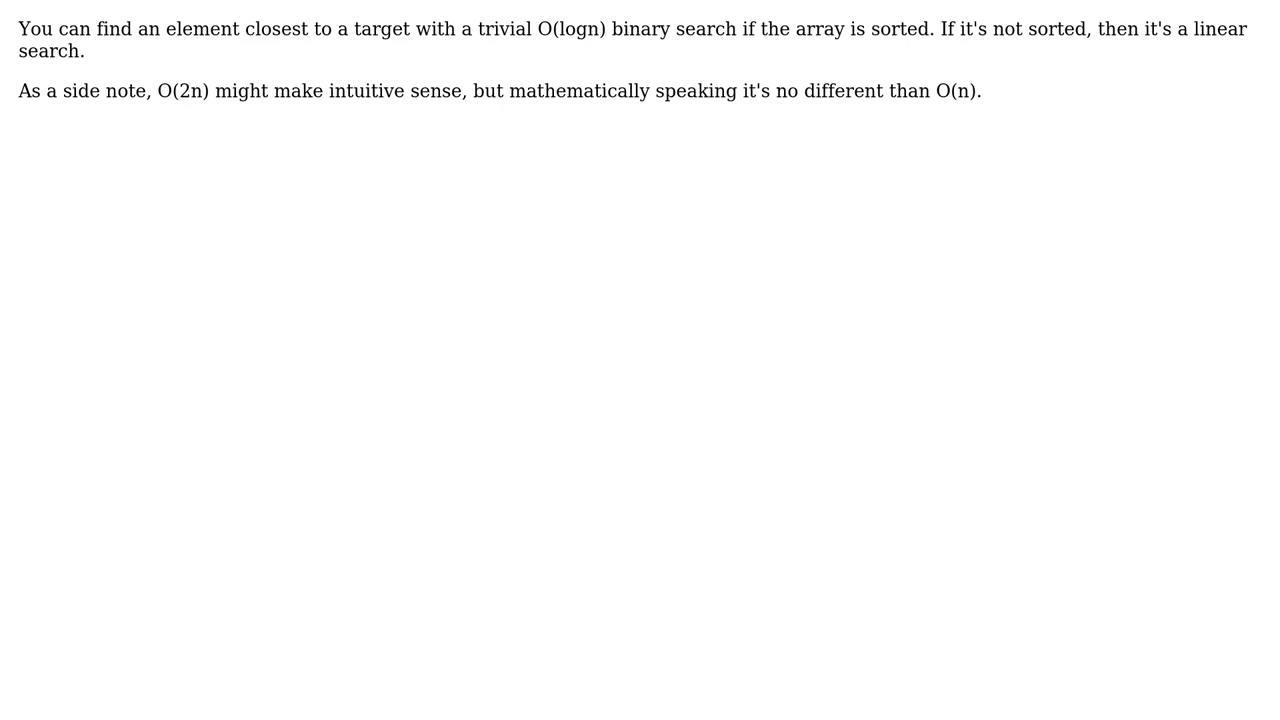 You can find an element closest to a target with a trivial O(logn) binary search if the array is sorted. If it's not sorted, then it's a linear
search.
As a side note, O(2n) might make intuitive sense, but mathematically speaking it's no different than O(n).